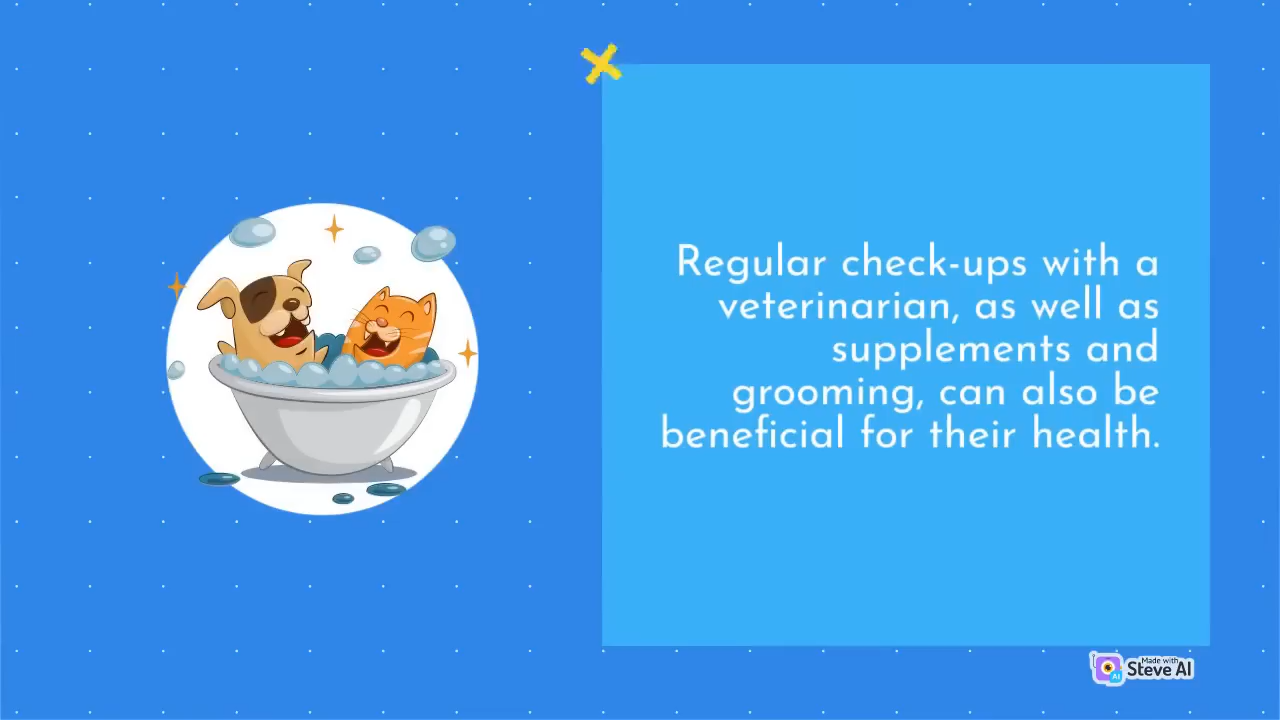 Regular check-ups with a
veterinarian, as well as
supplements and
grooming, can also be
beneficial for their health.
Made with
Steve AI
AI